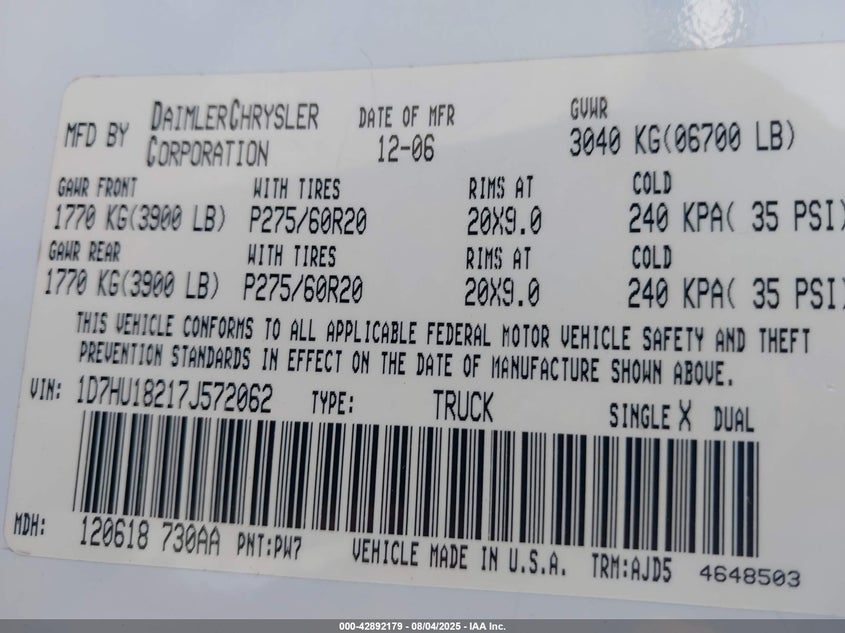 MFD BY DAIMLERCHRYSLER CORPORATION DATE OF MFR 12-06 GVWR 3040 KG(06700 LB)
GAWR FRONT WITH TIRES RIMS AT COLD
1770 KG(3900 LB) P275/60R20 20X9.0 240 KPA( 35 PSI)
GAWR REAR WITH TIRES RIMS AT COLD
1770 KG(3900 LB) P275/60R20 20X9.0 240 KPA( 35 PSI)
THIS VEHICLE CONFORMS TO ALL APPLICABLE FEDERAL MOTOR VEHICLE SAFETY AND THEFT
PREVENTION STANDARDS IN EFFECT ON THE DATE OF MANUFACTURE SHOWN ABOVE.
VIN: 1D7HU18217J572062 TYPE: TRUCK SINGLE X DUAL
MDH: 120618 730AA PNT:PW7 VEHICLE MADE IN U.S.A. TRM:AJD5 4648503
000-42892179 - 08/04/2025 - IAA Inc.